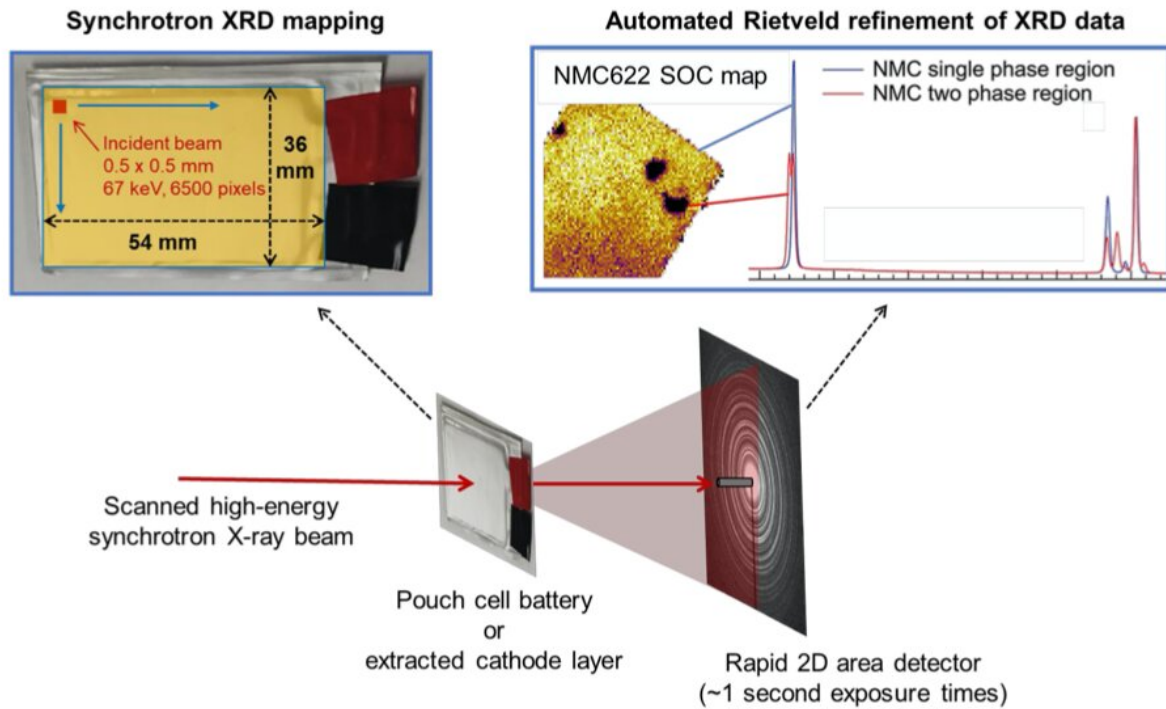 Synchrotron XRD mapping
Automated Rietveld refinement of XRD data
Incident beam
0.5 x 0.5 mm
67 keV, 6500 pixels
36
mm
54 mm
NMC622 SOC map
NMC single phase region
NMC two phase region
Scanned high-energy
synchrotron X-ray beam
Pouch cell battery
or
extracted cathode layer
Rapid 2D area detector
(~1 second exposure times)